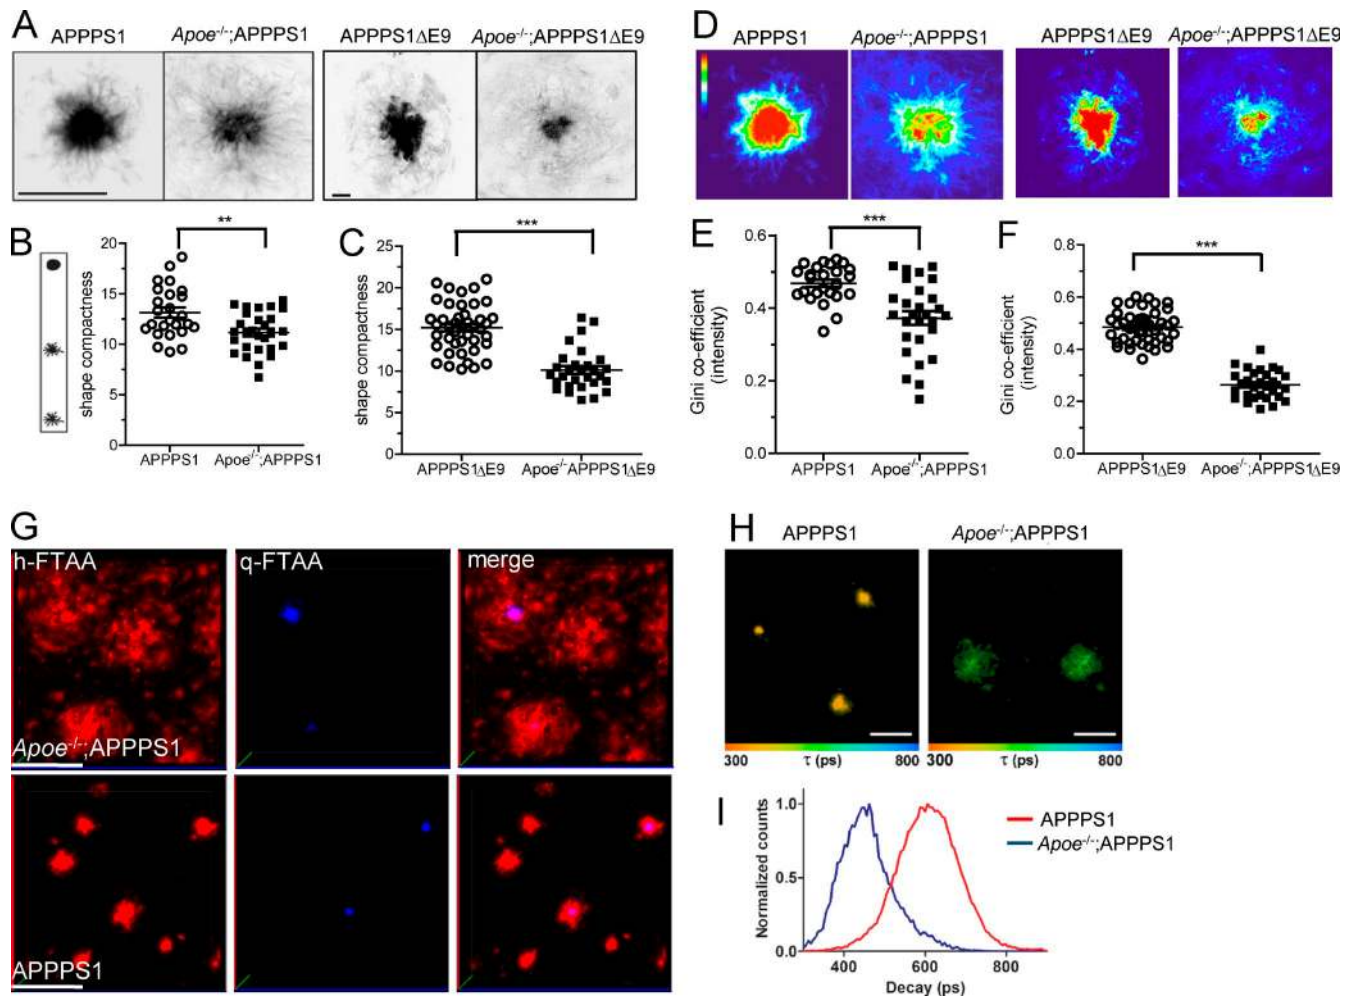 A
APPPS1
Apoe-/-;APPPS1
APPPS1ΔE9
Apoe-/-;APPPS1ΔE9
D
APPPS1
Apoe-/-;APPPS1
APPPS1ΔE9
Apoe-/-;APPPS1ΔE9
B
**
shape compactness
20
15
10
5
0
APPPS1
Apoe-/-;APPPS1
C
***
shape compactness
25
20
15
10
5
0
APPPS1ΔE9
Apoe-/-APPPS1ΔE9
E
***
Gini co-efficient
(intensity)
0.6
0.4
0.2
0.0
APPPS1
Apoe-/-;APPPS1
F
***
Gini co-efficient
(intensity)
0.8
0.6
0.4
0.2
0.0
APPPS1ΔE9
Apoe-/-;APPPS1ΔE9
G
h-FTAA
q-FTAA
merge
Apoe-/-;APPPS1
APPPS1
H
APPPS1
Apoe-/-;APPPS1
300 τ (ps) 800
300 τ (ps) 800
I
Normalized counts
1.0
0.5
0.0
400 600 800
Decay (ps)
APPPS1
Apoe-/-;APPPS1